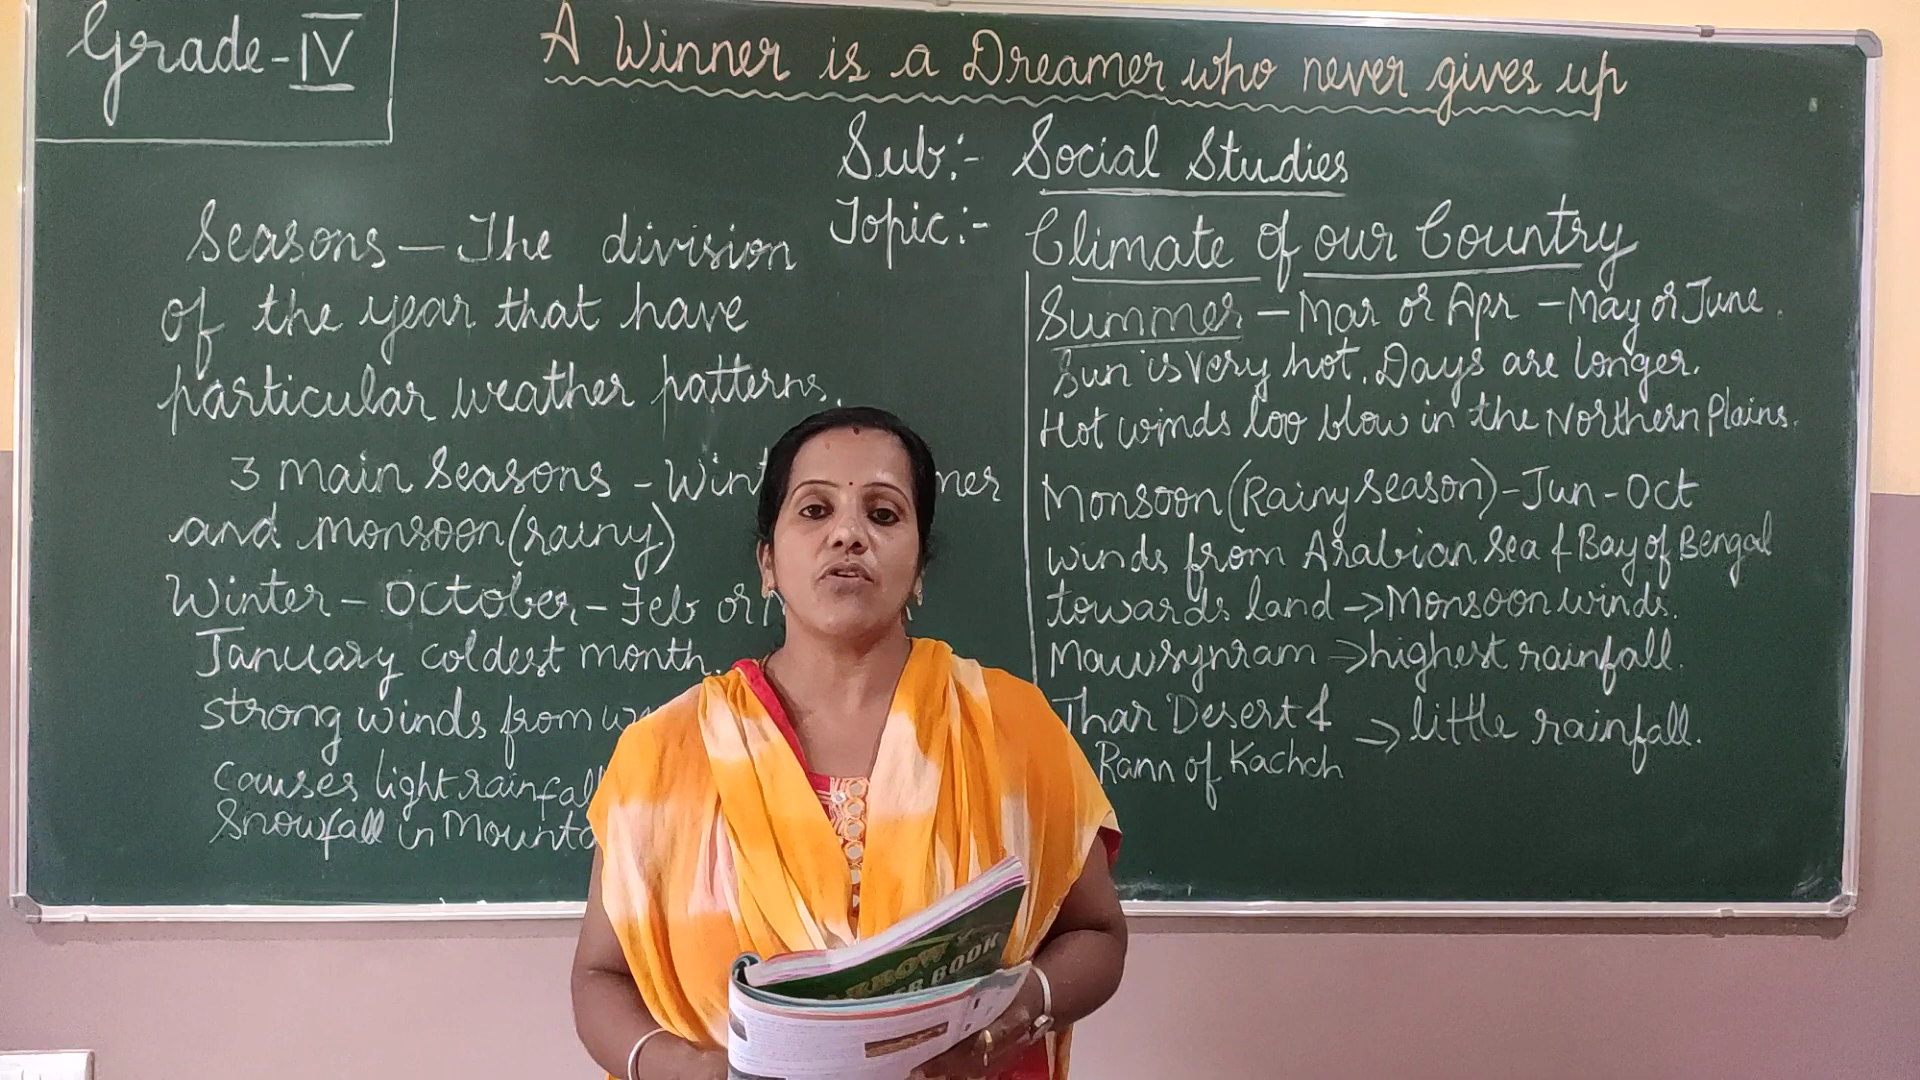 Grade-IV
A Winner is a Dreamer who never gives up
Sub:- Social Studies
Topic:- Climate of our Country
Seasons — The division
of the year that have
particular weather patterns.
3 main seasons - 
and monsoon(rainy)
Winter - October - Feb or
January coldest month.
strong winds from
Causes light
Snowfall in
Summer - Mar or Apr - May or June.
Sun is very hot. Days are longer.
Hot winds loo blow in the Northern Plains.
Monsoon(Rainy season)-Jun-Oct
winds from Arabian Sea & Bay of Bengal
towards land → Monsoon winds.
Mawsynram → highest rainfall.
Thar Desert &
Rann of Kachch → little rainfall.
BOOK